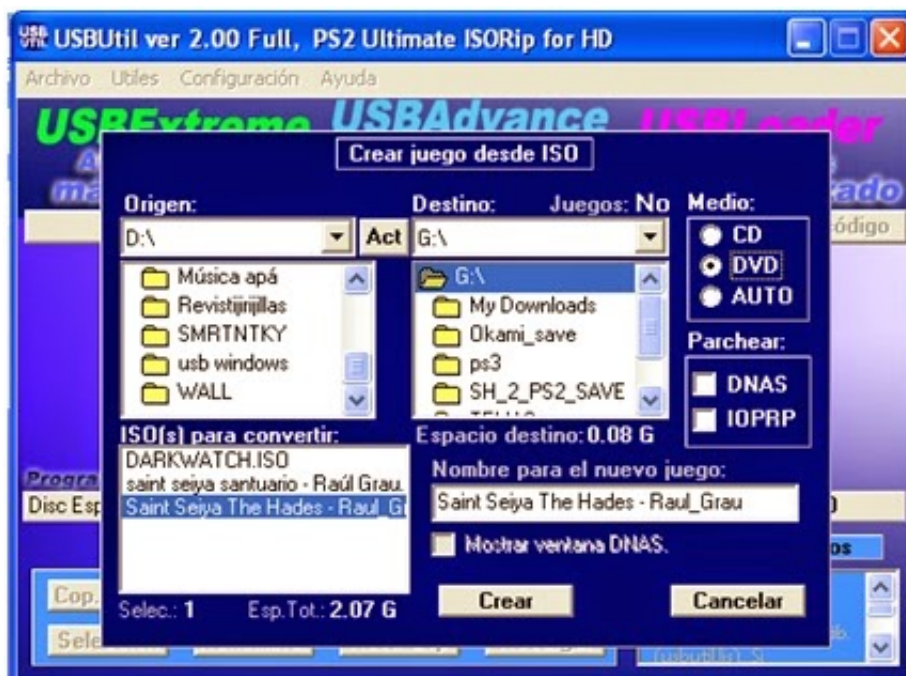 USBUtil ver 2.00 Full, PS2 Ultimate ISORip for HD
Archivo Utiles Configuración Ayuda
USBExtreme USBAdvance USBLoader
Crear juego desde ISO
Origen: Destino: Juegos: No Medio:
D:\ Act G:\ CD
DVD
AUTO
Música apá
Revistijirijillas
SMRTNTKY
usb windows
WALL
G:\
My Downloads
Okami_save
ps3
SH_2_PS2_SAVE
Parchear:
DNAS
IOPRP
ISO(s) para convertir: Espacio destino: 0.08 G
DARKWATCH.ISO
saint seiya santuario - Raúl Grau.
Saint Seiya The Hades - Raul_G
Nombre para el nuevo juego:
Saint Seiya The Hades - Raul_Grau
Mostrar ventana DNAS.
Selec.: 1 Esp.Tot.: 2.07 G Crear Cancelar
Disc Esp
Cop.